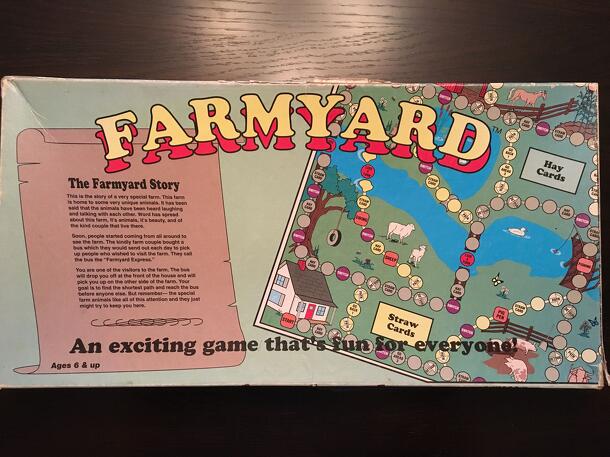 FARMYARD™
The Farmyard Story
This is the story of a very special farm. This farm
is home to some very unique animals. It has been
said that the animals have been heard laughing
and talking with each other. Word has spread
about this farm, it's animals, it's beauty, and of
the kind couple that live there.
Soon, people started coming from all around to
see the farm. The kindly farm couple bought a
bus which they would send out each day to pick
up people who wished to visit the farm. They call
the bus the "Farmyard Express."
You are one of the visitors to the farm. The bus
will drop you off at the front of the house and will
pick you up on the other side of the farm. Your
goal is to find the shortest path and reach the bus
before anyone else. But remember— the special
farm animals like all of this attention and they just
might try to keep you here.
Hay
Cards
SHEEP
PIG
PEN
START
Straw
Cards
An exciting game that's fun for everyone!
Ages 6 & up